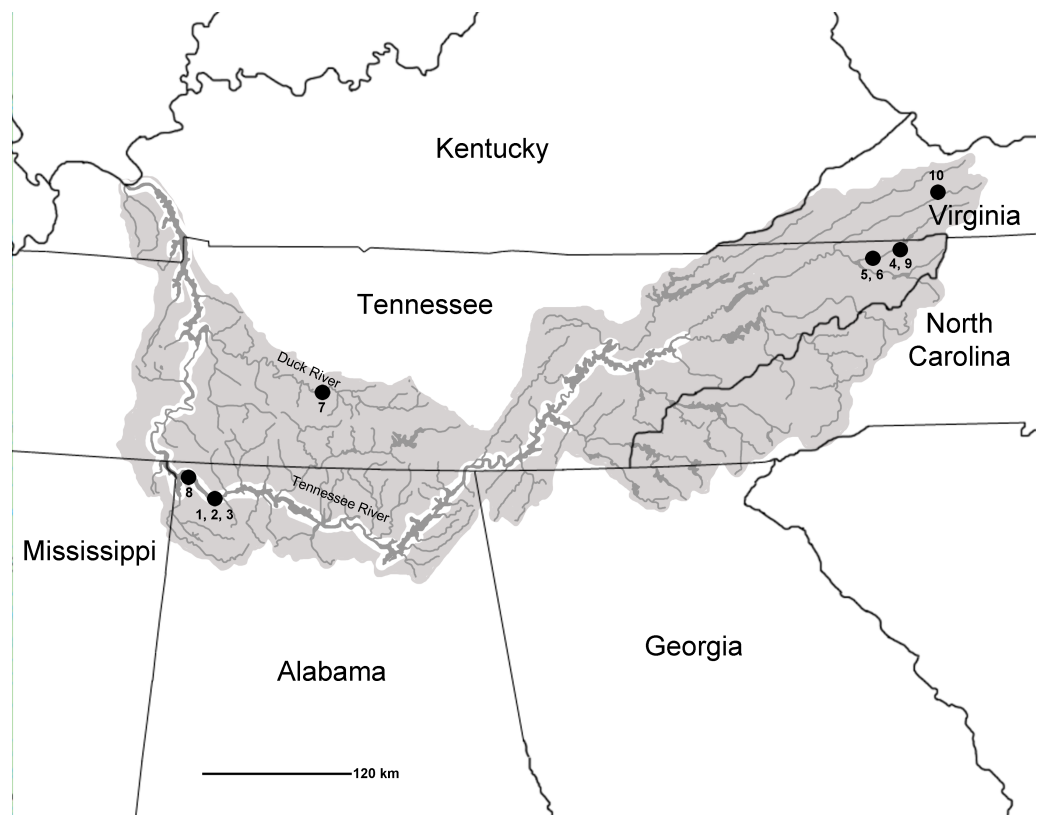 Kentucky
10
Virginia
4, 9
5, 6
Tennessee
North
Carolina
Duck River
7
Tennessee River
8
1, 2, 3
Mississippi
Georgia
Alabama
120 km